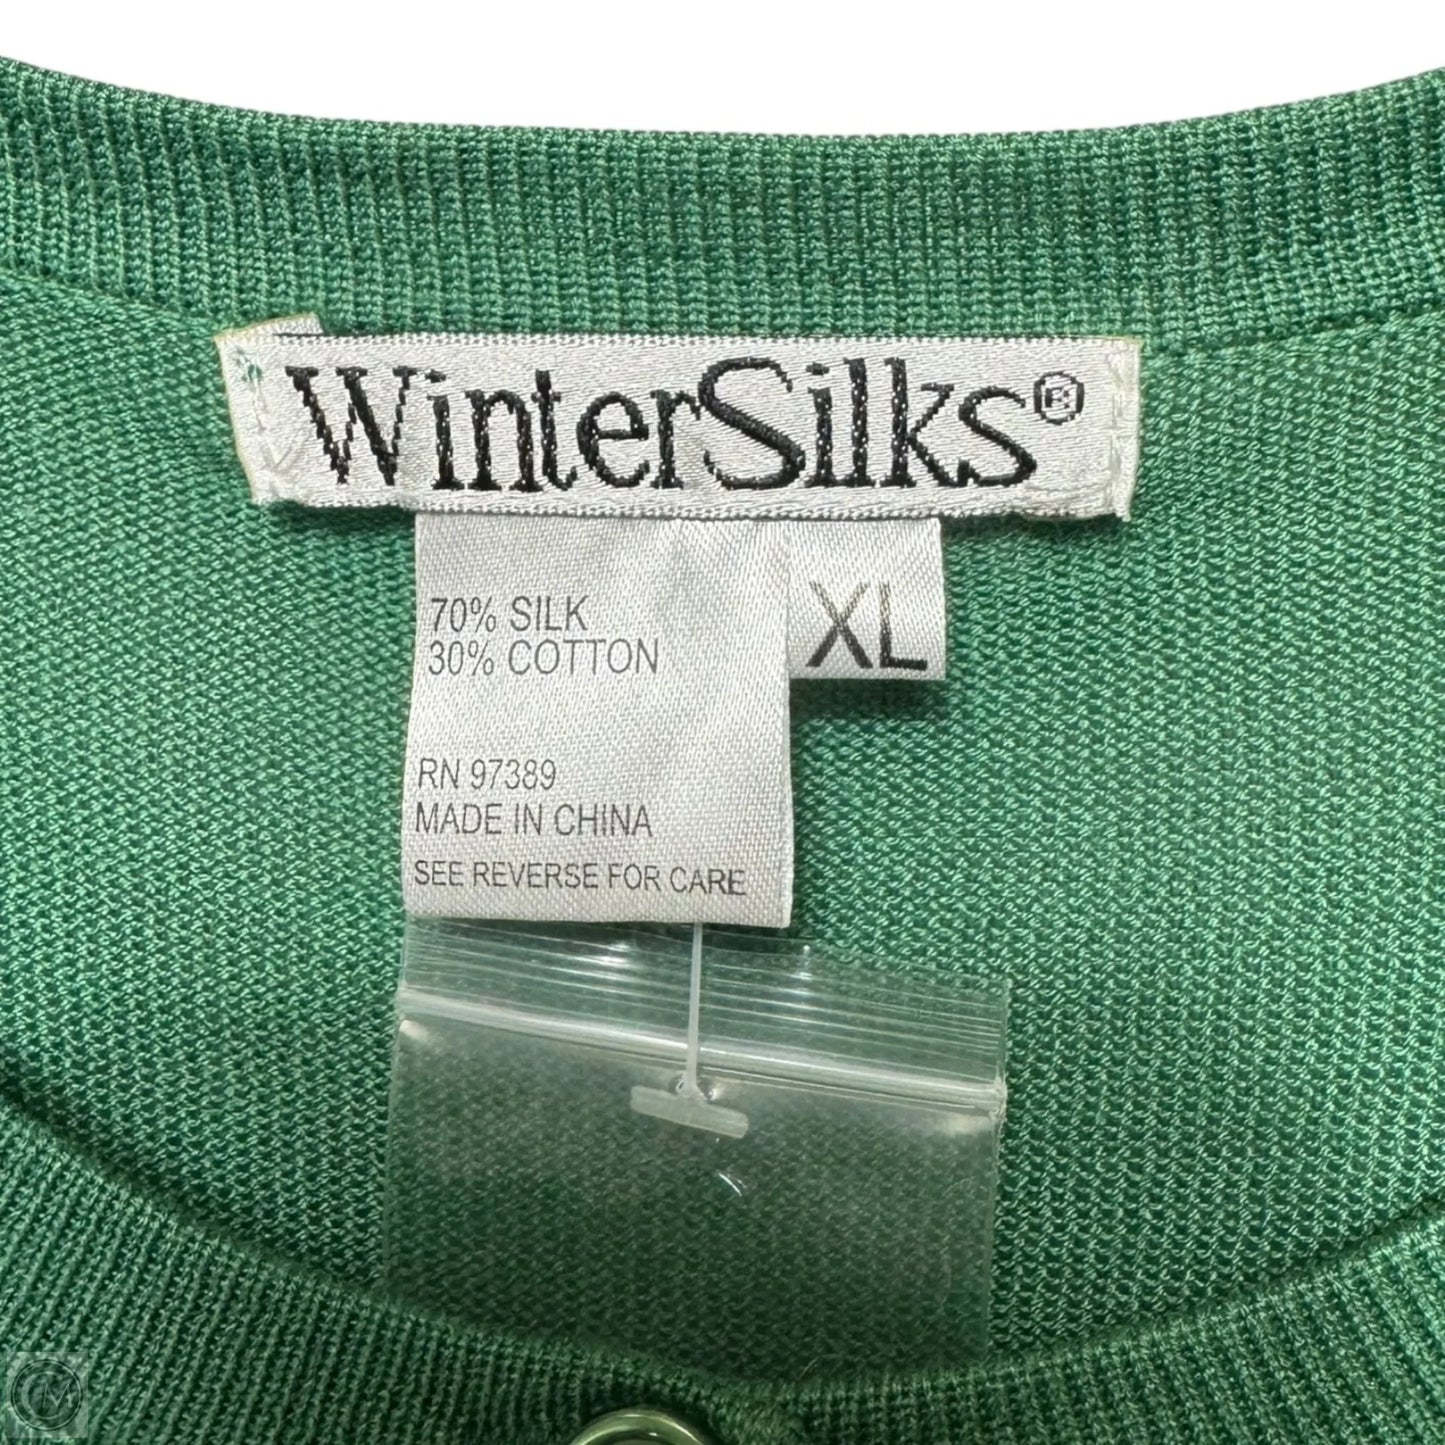 WinterSilks®
70% SILK
30% COTTON
XL
RN 97389
MADE IN CHINA
SEE REVERSE FOR CARE